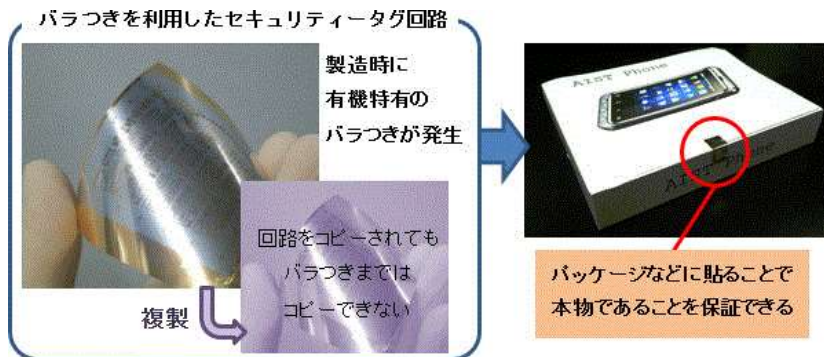 バラつきを利用したセキュリティータグ回路
製造時に
有機特有の
バラつきが発生
回路をコピーされても
バラつきまでは
コピーできない
複製
AIST Phone
AIST Phone
パッケージなどに貼ることで
本物であることを保証できる